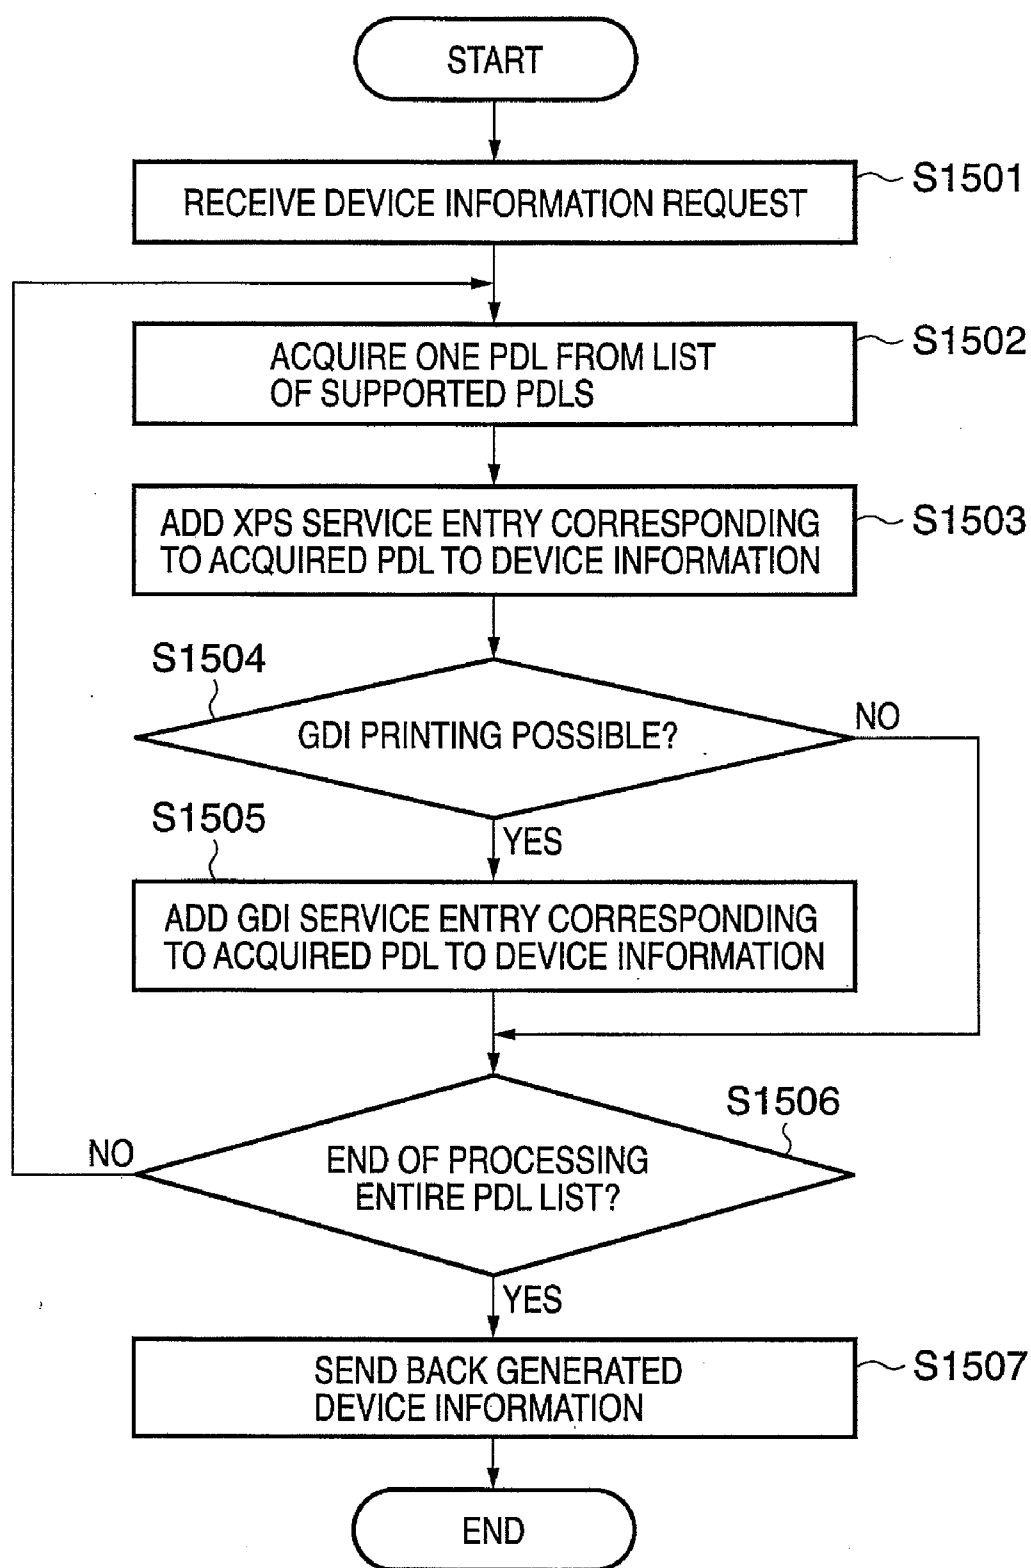 START
RECEIVE DEVICE INFORMATION REQUEST
S1501
ACQUIRE ONE PDL FROM LIST
OF SUPPORTED PDLS
S1502
ADD XPS SERVICE ENTRY CORRESPONDING
TO ACQUIRED PDL TO DEVICE INFORMATION
S1503
S1504
GDI PRINTING POSSIBLE?
NO
YES
S1505
ADD GDI SERVICE ENTRY CORRESPONDING
TO ACQUIRED PDL TO DEVICE INFORMATION
S1506
NO
END OF PROCESSING
ENTIRE PDL LIST?
YES
SEND BACK GENERATED
DEVICE INFORMATION
S1507
END